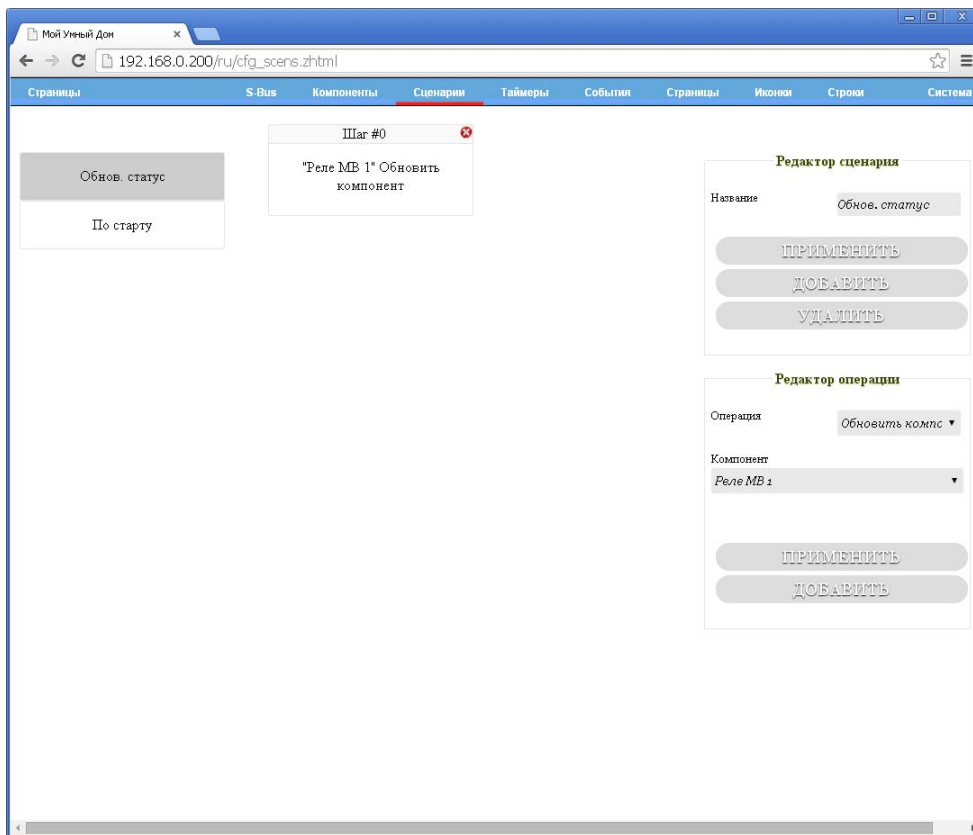 Мой Умный Дом
192.168.0.200/ru/cfg_scens.zhtml
Страницы S-Bus Компоненты Сценарии Таймеры События Страницы Иконки Строки Система
Обнов. статус
По старту
Шаг #0
"Реле МВ 1" Обновить
компонент
Редактор сценария
Название Обнов. статус
ПРИМЕНИТЬ
ДОБАВИТЬ
УДАЛИТЬ
Редактор операции
Операция Обновить компс
Компонент
Реле МВ 1
ПРИМЕНИТЬ
ДОБАВИТЬ